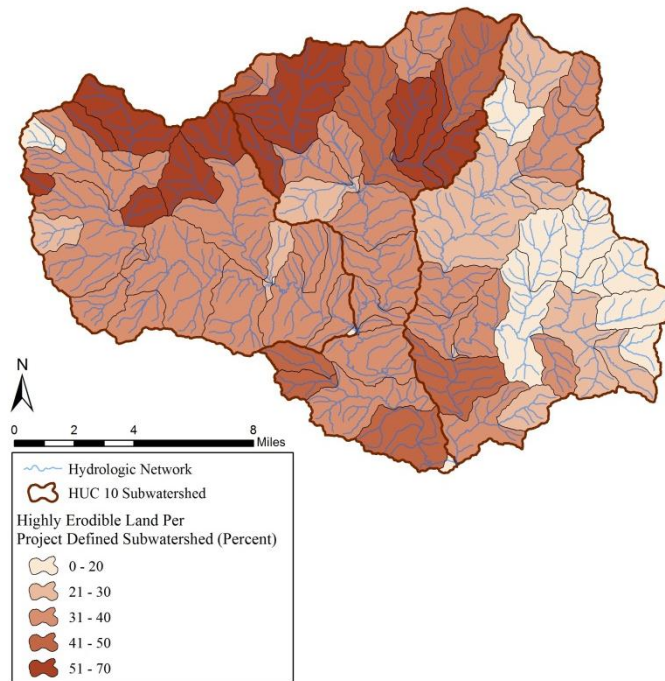 N
0 2 4 8
Miles
Hydrologic Network
HUC 10 Subwatershed
Highly Erodible Land Per
Project Defined Subwatershed (Percent)
0 - 20
21 - 30
31 - 40
41 - 50
51 - 70